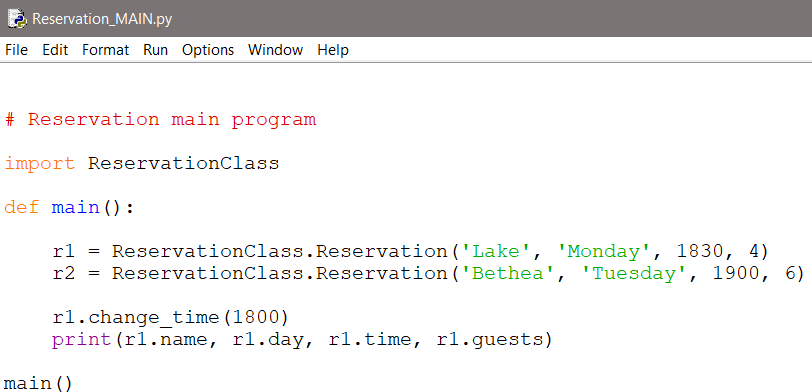 Reservation_MAIN.py
File Edit Format Run Options Window Help
# Reservation main program
import ReservationClass
def main():
    r1 = ReservationClass.Reservation('Lake', 'Monday', 1830, 4)
    r2 = ReservationClass.Reservation('Bethea', 'Tuesday', 1900, 6)
    r1.change_time(1800)
    print(r1.name, r1.day, r1.time, r1.guests)
main()